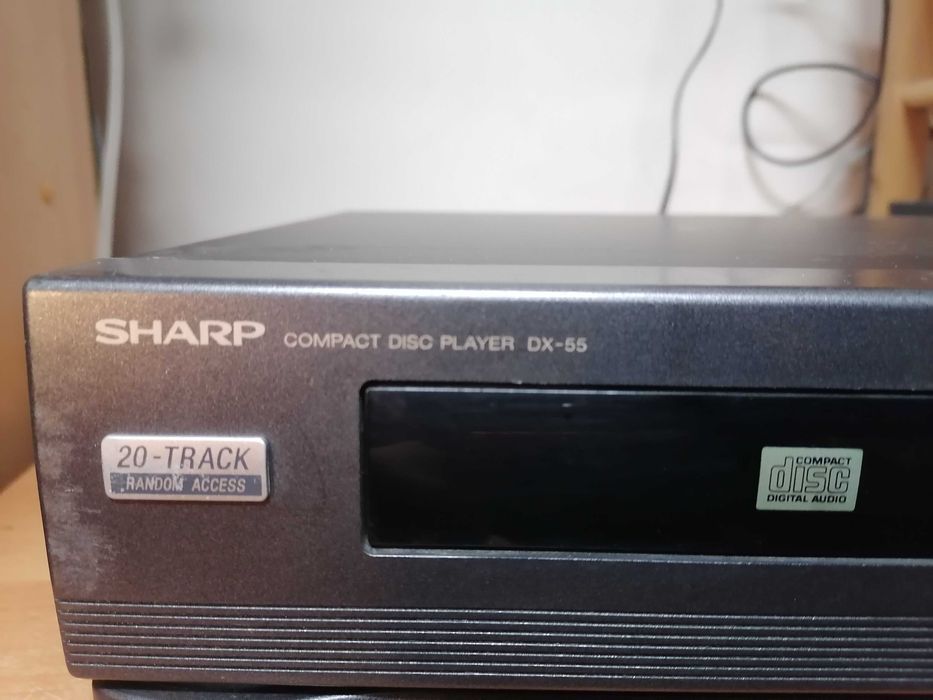 SHARP COMPACT DISC PLAYER DX-55
20-TRACK
RANDOM ACCESS
COMPACT
disc
DIGITAL AUDIO